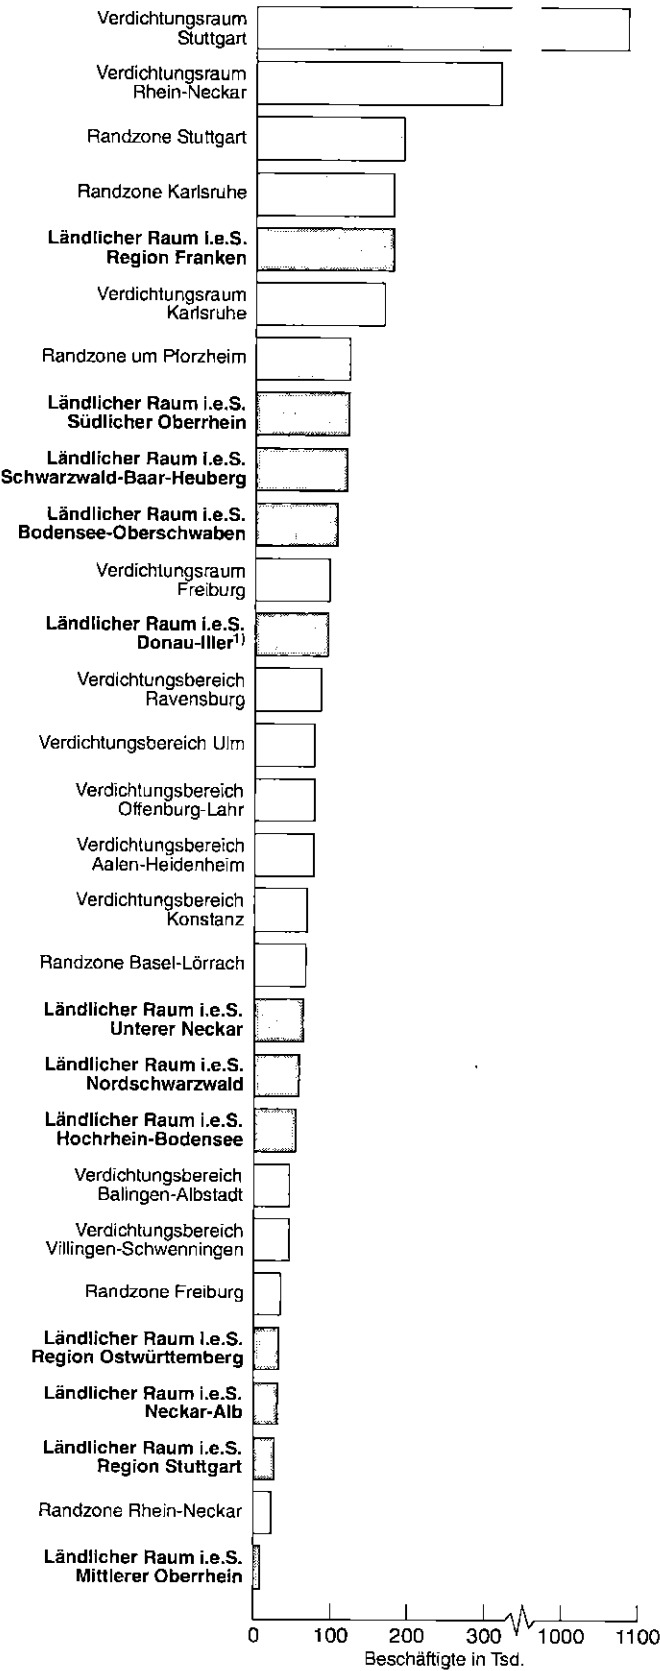 Verdichtungsraum
Stuttgart
Verdichtungsraum
Rhein-Neckar
Randzone Stuttgart
Randzone Karlsruhe
Ländlicher Raum i.e.S.
Region Franken
Verdichtungsraum
Karlsruhe
Randzone um Pforzheim
Ländlicher Raum i.e.S.
Südlicher Oberrhein
Ländlicher Raum i.e.S.
Schwarzwald-Baar-Heuberg
Ländlicher Raum i.e.S.
Bodensee-Oberschwaben
Verdichtungsraum
Freiburg
Ländlicher Raum i.e.S.
Donau-Iller¹⁾
Verdichtungsbereich
Ravensburg
Verdichtungsbereich Ulm
Verdichtungsbereich
Offenburg-Lahr
Verdichtungsbereich
Aalen-Heidenheim
Verdichtungsbereich
Konstanz
Randzone Basel-Lörrach
Ländlicher Raum i.e.S.
Unterer Neckar
Ländlicher Raum i.e.S.
Nordschwarzwald
Ländlicher Raum i.e.S.
Hochrhein-Bodensee
Verdichtungsbereich
Balingen-Albstadt
Verdichtungsbereich
Villingen-Schwenningen
Randzone Freiburg
Ländlicher Raum i.e.S.
Region Ostwürttemberg
Ländlicher Raum i.e.S.
Neckar-Alb
Ländlicher Raum i.e.S.
Region Stuttgart
Randzone Rhein-Neckar
Ländlicher Raum i.e.S.
Mittlerer Oberrhein
0 100 200 300 1000 1100
Beschäftigte in Tsd.